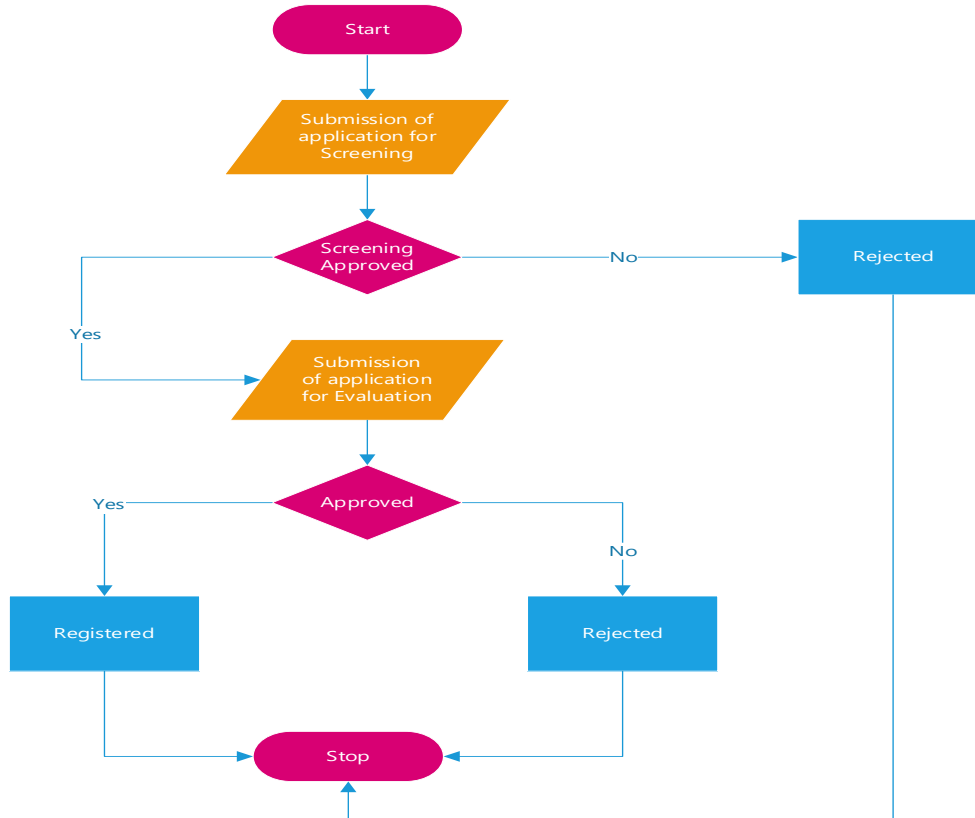 Start
Submission of
application for
Screening
Screening
Approved
No
Rejected
Yes
Submission
of application
for Evaluation
Approved
Yes
No
Registered
Rejected
Stop